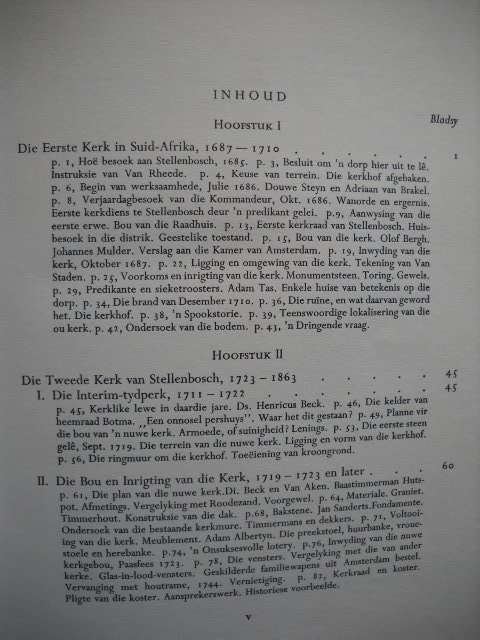 INHOUD
Hoofstuk I
Bladsy
Die Eerste Kerk in Suid-Afrika, 1687 — 1710 . . . . . . 1
p. 1, Hoë besoek aan Stellenbosch, 1685. p. 3, Besluit om 'n dorp hier uit te lê.
Instruksie van Van Rheede. p. 4, Keuse van terrein. Die kerkhof afgebaken.
p. 6, Begin van werksaamhede, Julie 1686. Douwe Steyn en Adriaan van Brakel.
p. 8, Verjaardagbesoek van die Kommandeur, Okt. 1686. Wanorde en ergernis.
Eerste kerkdiens te Stellenbosch deur 'n predikant gelei. p.9, Aanwysing van die
eerste erwe. Bou van die Raadhuis. p. 13, Eerste kerkraad van Stellenbosch. Huis-
besoek in die distrik. Geestelike toestand. p. 15, Bou van die kerk. Olof Bergh.
Johannes Mulder. Verslag aan die Kamer van Amsterdam. p. 19, Inwyding van die
kerk, Oktober 1687. p. 22, Ligging en omgewing van die kerk. Tekening van Van
Staden. p. 25, Voorkoms en inrigting van die kerk. Monumentsteen. Toring. Gewels.
p. 29, Predikante en sieketroosters. Adam Tas. Enkele huise van betekenis op die
dorp. p. 34, Die brand van Desember 1710. p. 36, Die ruïne, en wat daarvan geword
het. Die kerkhof. p. 38, 'n Spookstorie. p. 39, Teenswoordige lokalisering van die
ou kerk. p. 42, Ondersoek van die bodem. p. 43, 'n Dringende vraag.
Hoofstuk II
Die Tweede Kerk van Stellenbosch, 1723 – 1863 . . . . . 45
I. Die Interim-tydperk, 1711 – 1722 . . . . . . . 45
p. 45, Kerklike lewe in daardie jare. Ds. Henricus Beck. p. 46, Die kelder van
heemraad Botma. „Een onnosel pershuys". Waar het dit gestaan? p. 49, Planne vir
die bou van 'n nuwe kerk. Armoede, of suinigheid? Lenings. p. 53, Die eerste steen
gelê, Sept. 1719. Die terrein van die nuwe kerk. Ligging en vorm van die kerkhof.
p. 56, Die ringmuur om die kerkhof. Toeëiening van kroongrond.
II. Die Bou en Inrigting van die Kerk, 1719 – 1723 en later . . . 60
p. 61, Die plan van die nuwe kerk. Di. Beck en Van Aken. Baastimmerman Huts-
pot. Afmetings. Vergelyking met Roodezand. Voorgewel. p. 64, Materiale. Graniet.
Timmerhout. Konstruksie van die dak. p. 68, Bakstene. Jan Sanders. Fondamente.
Ondersoek van die bestaande kerkmure. Timmermans en dekkers. p. 71, Voltooi-
ing van die kerk. Meublement. Adam Albertyn. Die preekstoel, huurbanke, vroue-
stoele en herebanke. p.74, 'n Onsuksesvolle lotery. p. 76, Inwyding van die nuwe
kerkgebou, Paasfees 1723. p. 78, Die vensters. Vergelyking met die van ander
kerke. Glas-in-lood-vensters. Geskilderde familiewapens uit Amsterdam bestel.
Vervanging met houtrame, 1744. Vernietiging. p. 82, Kerkraad en koster.
Pligte van die koster. Aansprekerswerk. Historiese voorbeelde.
v